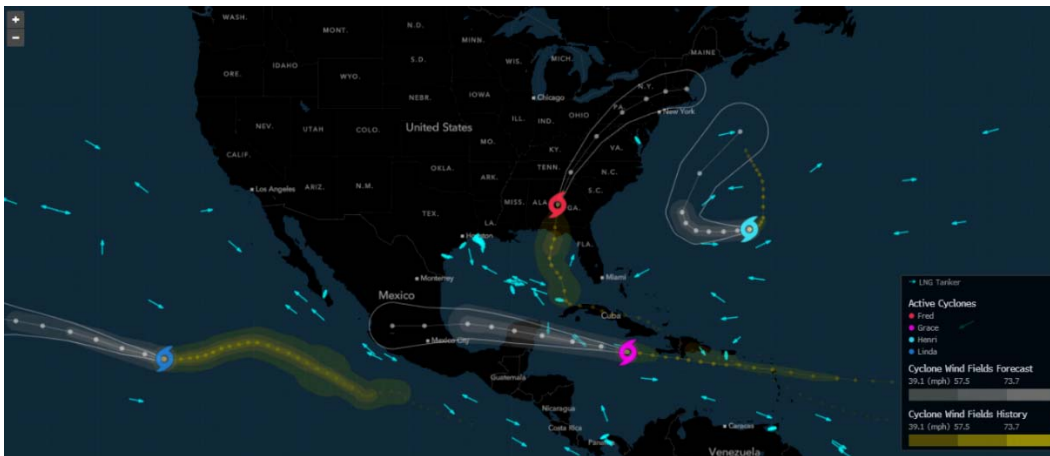 +
−
WASH.
MONT.
N.D.
MINN.
MAINE
ORE.
IDAHO
WYO.
S.D.
WIS.
MICH.
N.Y.
NEBR.
IOWA
Chicago
PA.
New York
NEV.
UTAH
COLO.
United States
ILL.
IND.
OHIO
CALIF.
MO.
KY.
VA.
Los Angeles
ARIZ.
N.M.
OKLA.
ARK.
TENN.
N.C.
S.C.
TEX.
LA.
MISS.
ALA.
GA.
FLA.
Monterrey
Miami
Mexico
Cuba
Mexico City
Guatemala
Nicaragua
Costa Rica
Caracas
Venezuela
LNG Tanker
Active Cyclones
Fred
Grace
Henri
Linda
Cyclone Wind Fields Forecast
39.1 (mph) 57.5 73.7
Cyclone Wind Fields History
39.1 (mph) 57.5 73.7